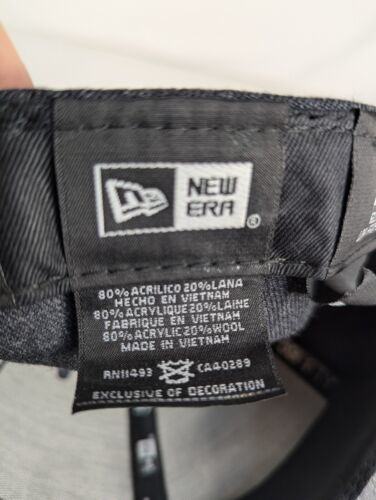 NEW
ERA®
80% ACRILICO 20% LANA
HECHO EN VIETNAM
80% ACRYLIQUE 20% LAINE
FABRIQUE EN VIETNAM
80% ACRYLIC 20% WOOL
MADE IN VIETNAM
RN11493 CA40289
EXCLUSIVE OF DECORATION